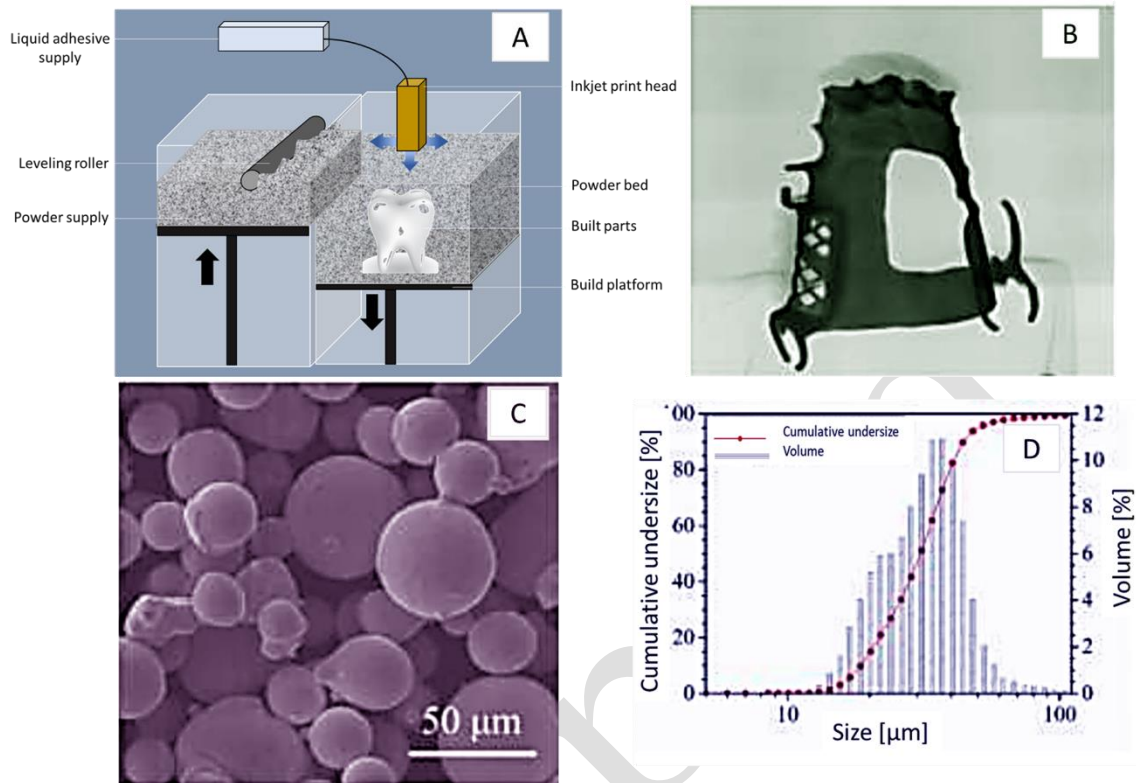 A
Liquid adhesive
supply
Inkjet print head
Leveling roller
Powder supply
Powder bed
Built parts
Build platform
B
C
50 μm
D
Cumulative undersize
Volume
Cumulative undersize [%]
00
80
60
40
20
0
12
10
8
6
4
2
0
Volume [%]
10
100
Size [μm]